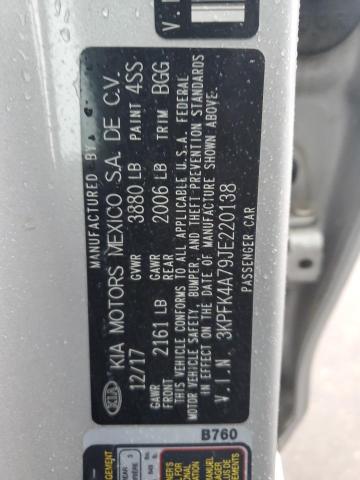 MANUFACTURED BY
KIA KIA MOTORS MEXICO S.A. DE C.V.
12/17 GVWR 3880 LB PAINT 4SS
GAWR FRONT 2161 LB GAWR REAR 2006 LB TRIM BGG
THIS VEHICLE CONFORMS TO ALL APPLICABLE U.S.A. FEDERAL
MOTOR VEHICLE SAFETY, BUMPER, AND THEFT PREVENTION STANDARDS
IN EFFECT ON THE DATE OF MANUFACTURE SHOWN ABOVE.
V.I.N. 3KPFK4A79JE220138
PASSENGER CAR
B760